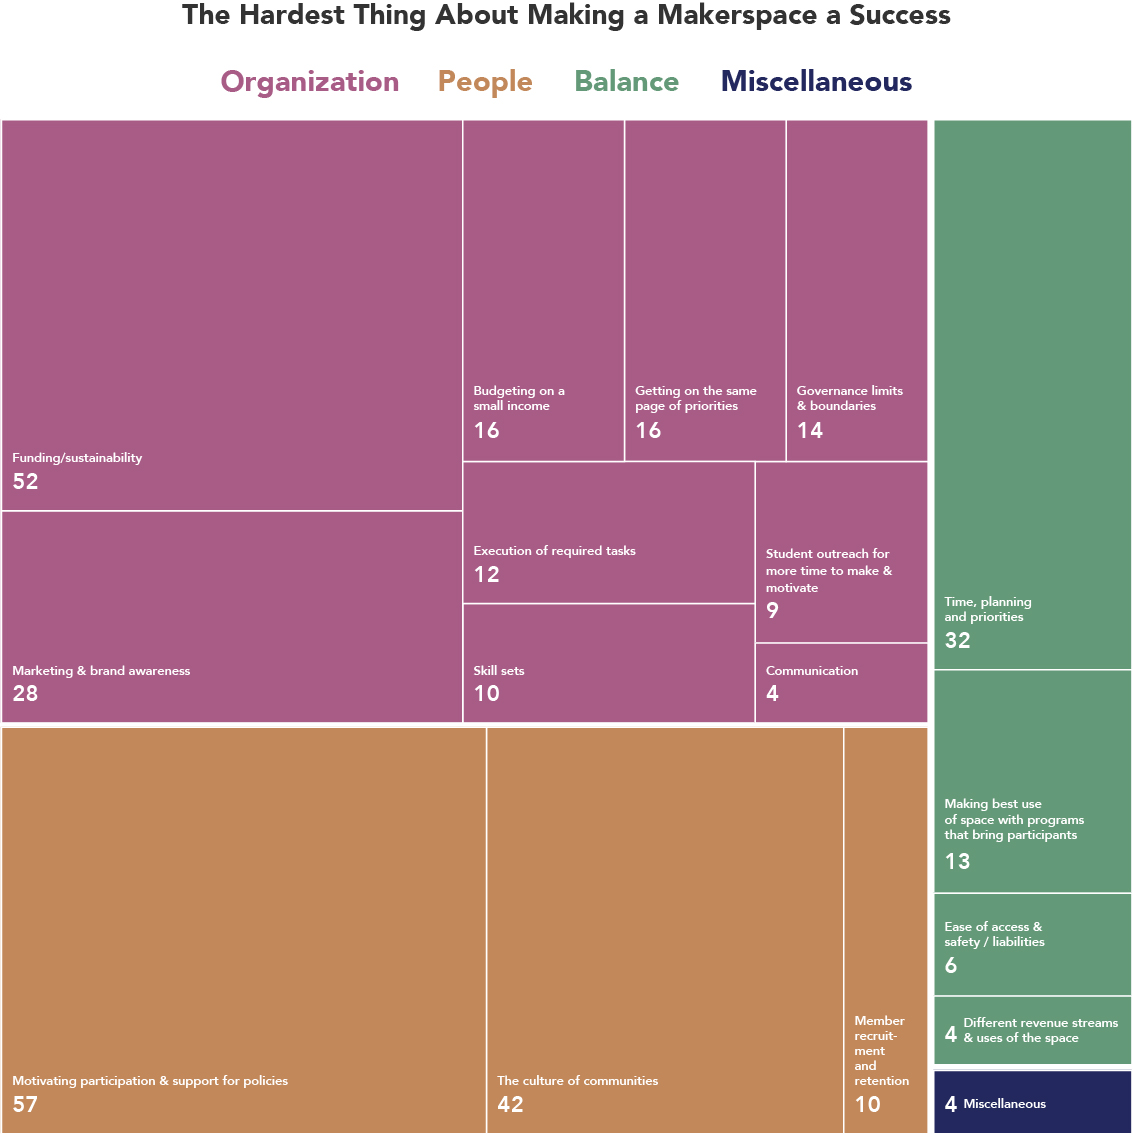 The Hardest Thing About Making a Makerspace a Success
Organization People Balance Miscellaneous
Funding/sustainability
52
Marketing & brand awareness
28
Budgeting on a
small income
16
Getting on the same
page of priorities
16
Governance limits
& boundaries
14
Execution of required tasks
12
Skill sets
10
Student outreach for
more time to make &
motivate
9
Communication
4
Motivating participation & support for policies
57
The culture of communities
42
Member
recruit-
ment
and
retention
10
Time, planning
and priorities
32
Making best use
of space with programs
that bring participants
13
Ease of access &
safety / liabilities
6
4 Different revenue streams
& uses of the space
4 Miscellaneous